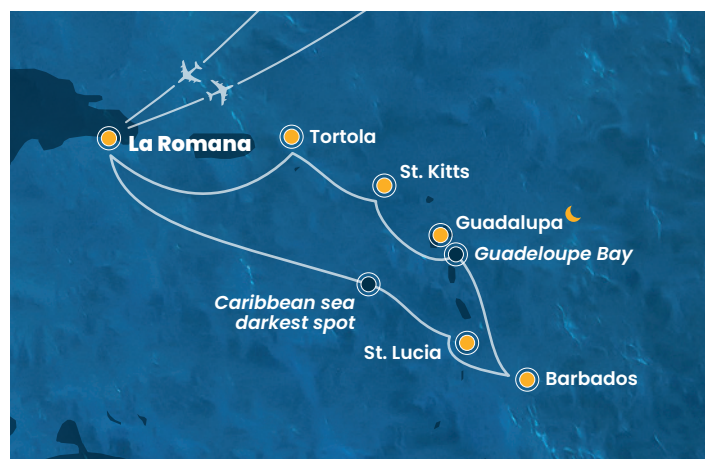 La Romana
Tortola
St. Kitts
Guadalupa
Guadeloupe Bay
Caribbean sea
darkest spot
St. Lucia
Barbados